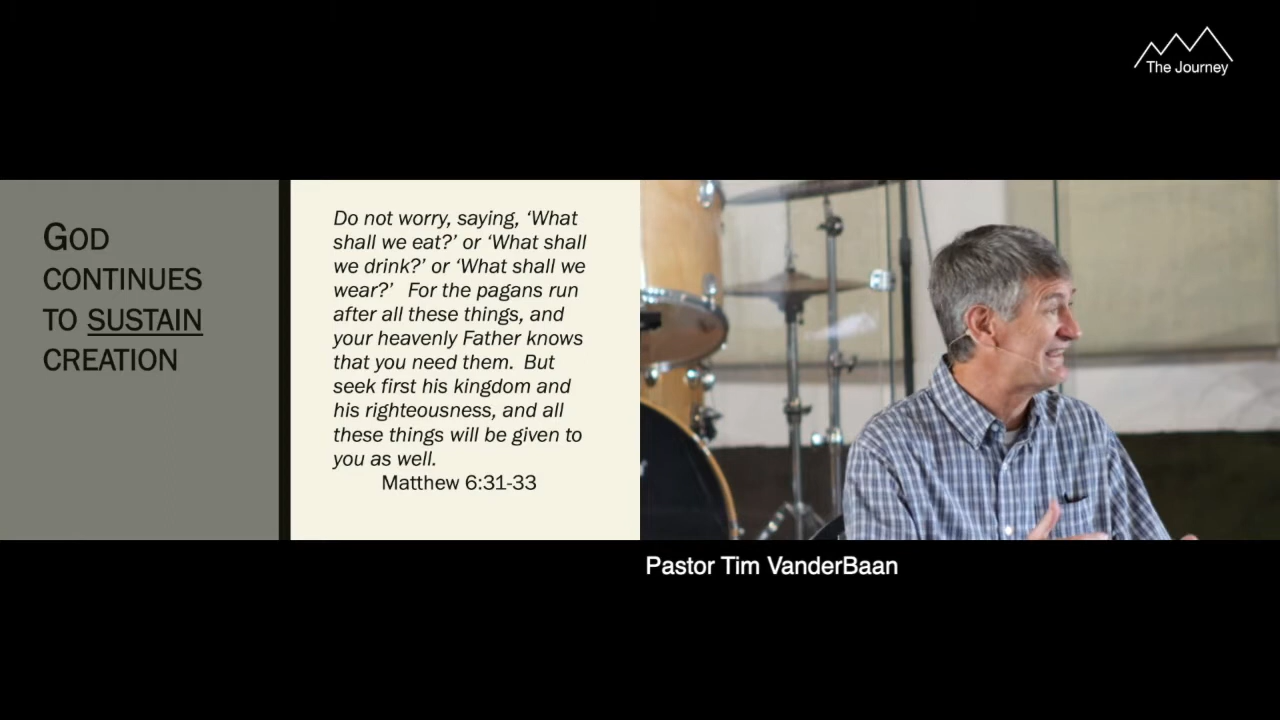 The Journey
GOD
CONTINUES
TO SUSTAIN
CREATION
Do not worry, saying, ‘What
shall we eat?’ or ‘What shall
we drink?’ or ‘What shall we
wear?’ For the pagans run
after all these things, and
your heavenly Father knows
that you need them. But
seek first his kingdom and
his righteousness, and all
these things will be given to
you as well.
Matthew 6:31-33
Pastor Tim VanderBaan